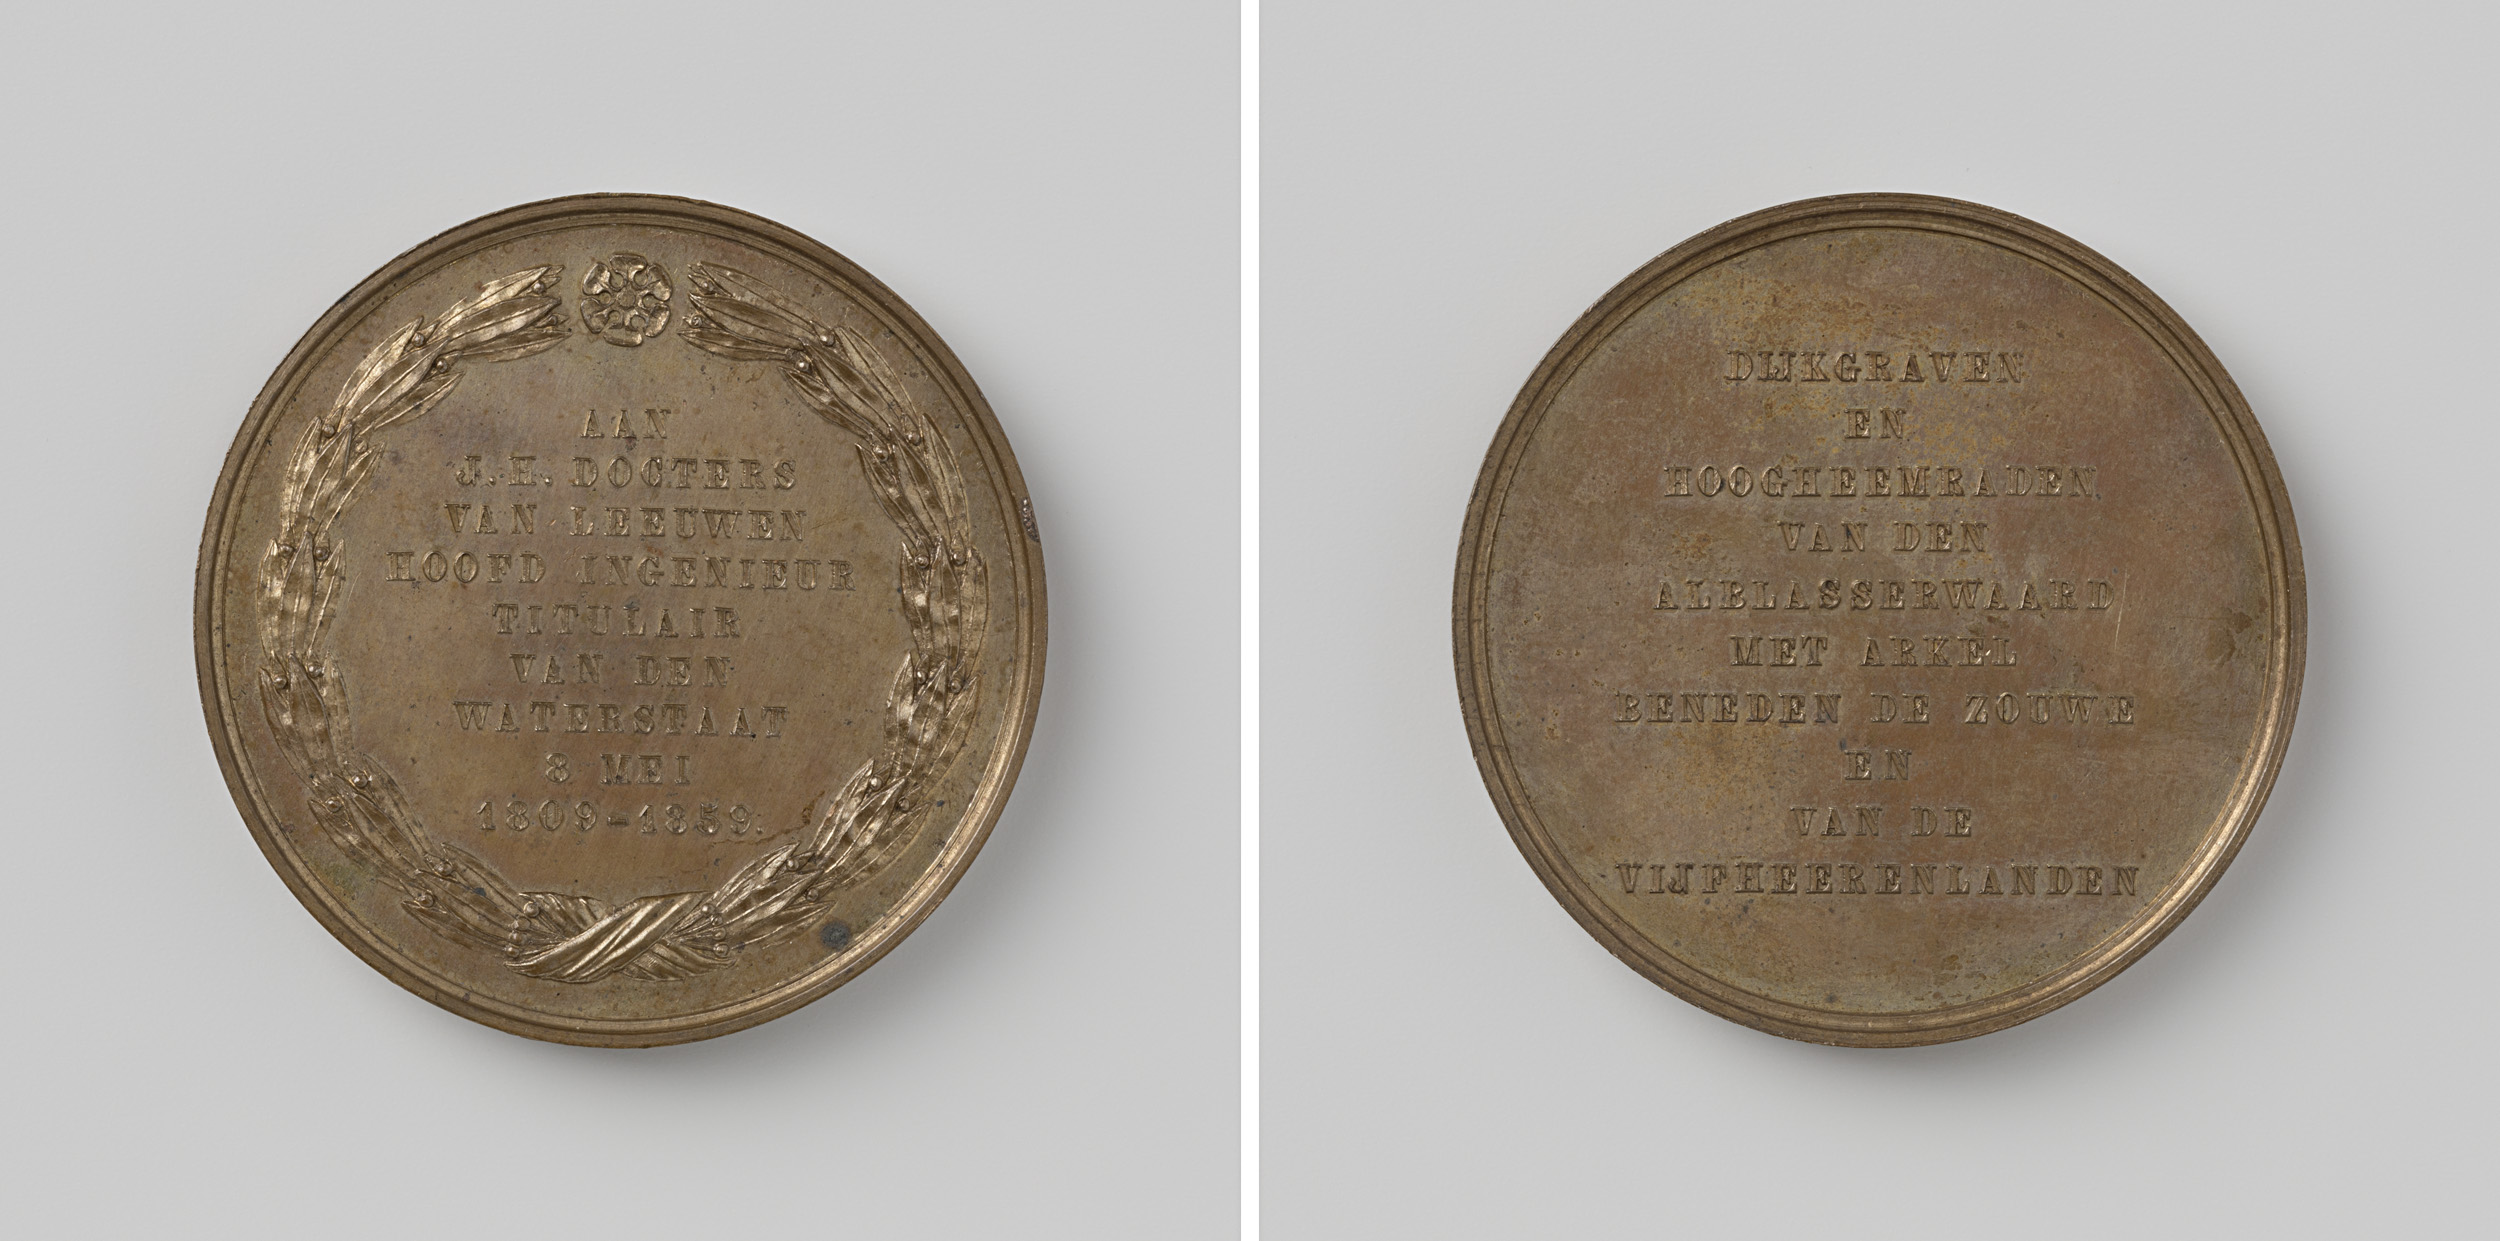 AAN
J.H. DOCTERS
VAN LEEUWEN
HOOFD INGENIEUR
TITULAIR
VAN DEN
WATERSTAAT
8 MEI
1809-1859.
DIJKGRAVEN
EN
HOOGHEEMRADEN
VAN DEN
ALBLASSERWAARD
MET ARKEL
BENEDEN DE ZOUWE
EN
VAN DE
VIJFHEERENLANDEN